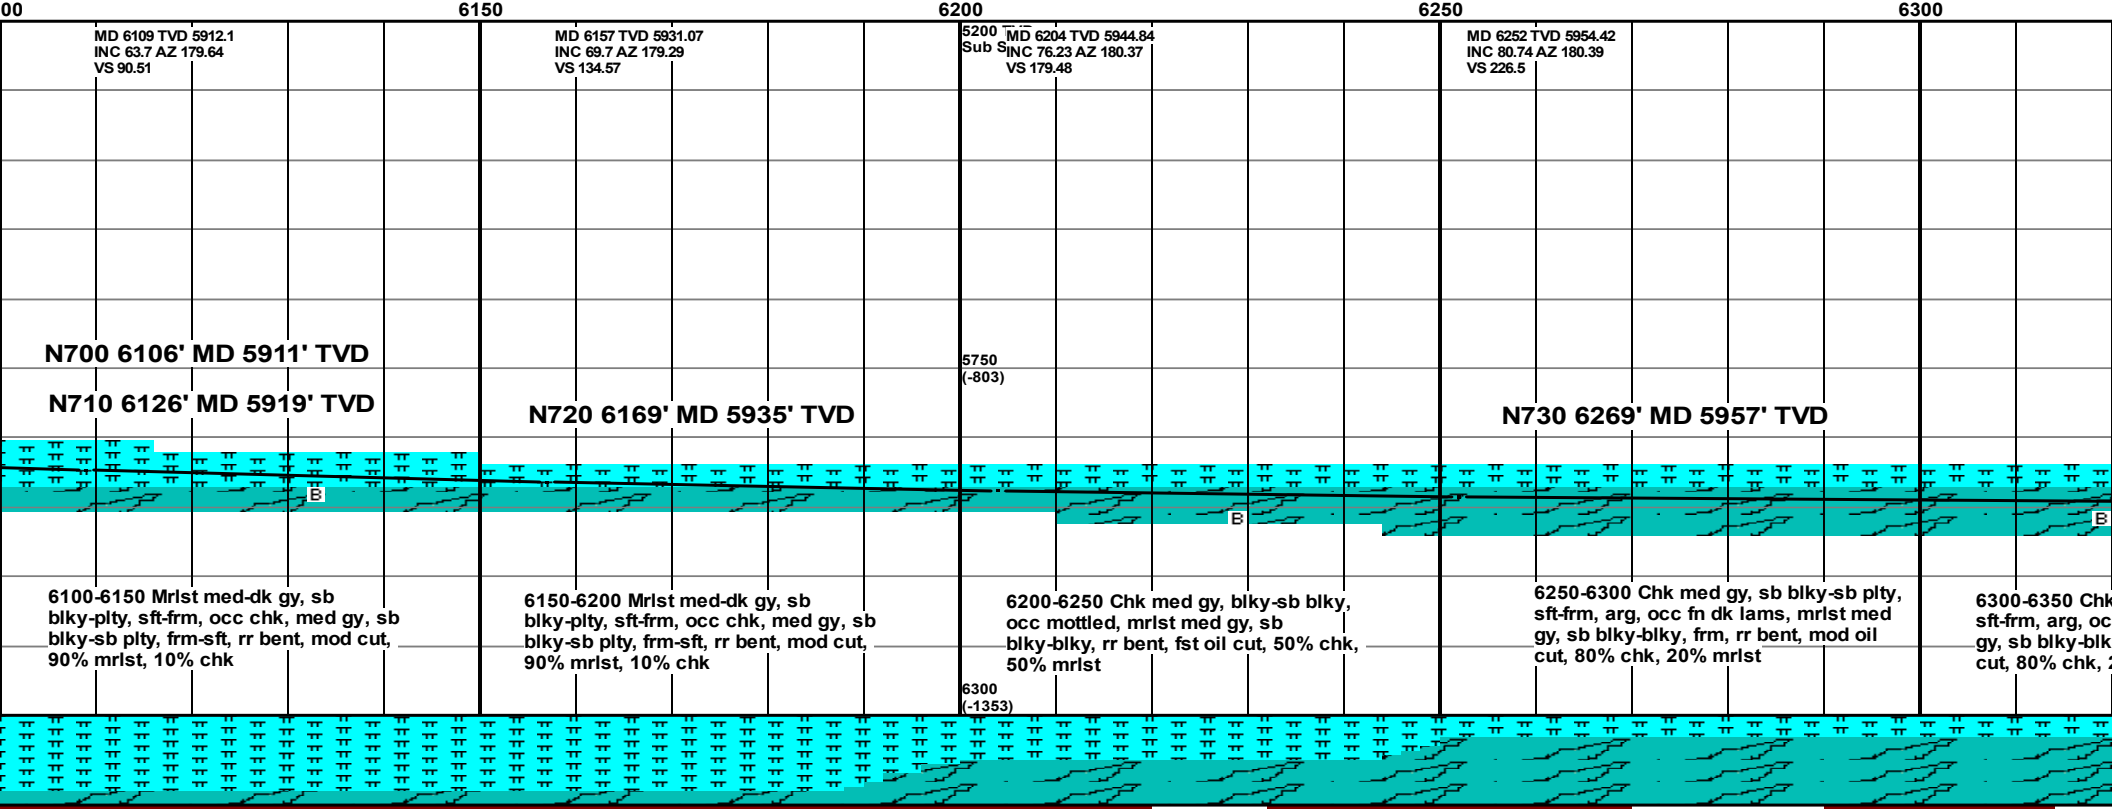 00
6150
6200
6250
6300
MD 6109 TVD 5912.1
INC 63.7 AZ 179.64
VS 90.51
MD 6157 TVD 5931.07
INC 69.7 AZ 179.29
VS 134.57
5200
Sub S
MD 6204 TVD 5944.84
INC 76.23 AZ 180.37
VS 179.48
MD 6252 TVD 5954.42
INC 80.74 AZ 180.39
VS 226.5
N700 6106' MD 5911' TVD
N710 6126' MD 5919' TVD
N720 6169' MD 5935' TVD
5750
(-803)
N730 6269' MD 5957' TVD
B
B
B
6100-6150 Mrlst med-dk gy, sb
blky-plty, sft-frm, occ chk, med gy, sb
blky-sb plty, frm-sft, rr bent, mod cut,
90% mrlst, 10% chk
6150-6200 Mrlst med-dk gy, sb
blky-plty, sft-frm, occ chk, med gy, sb
blky-sb plty, frm-sft, rr bent, mod cut,
90% mrlst, 10% chk
6200-6250 Chk med gy, blky-sb blky,
occ mottled, mrlst med gy, sb
blky-blky, rr bent, fst oil cut, 50% chk,
50% mrlst
6250-6300 Chk med gy, sb blky-sb plty,
sft-frm, arg, occ fn dk lams, mrlst med
gy, sb blky-blky, frm, rr bent, mod oil
cut, 80% chk, 20% mrlst
6300-6350 Chk
sft-frm, arg, oc
gy, sb blky-blk
cut, 80% chk,
6300
(-1353)